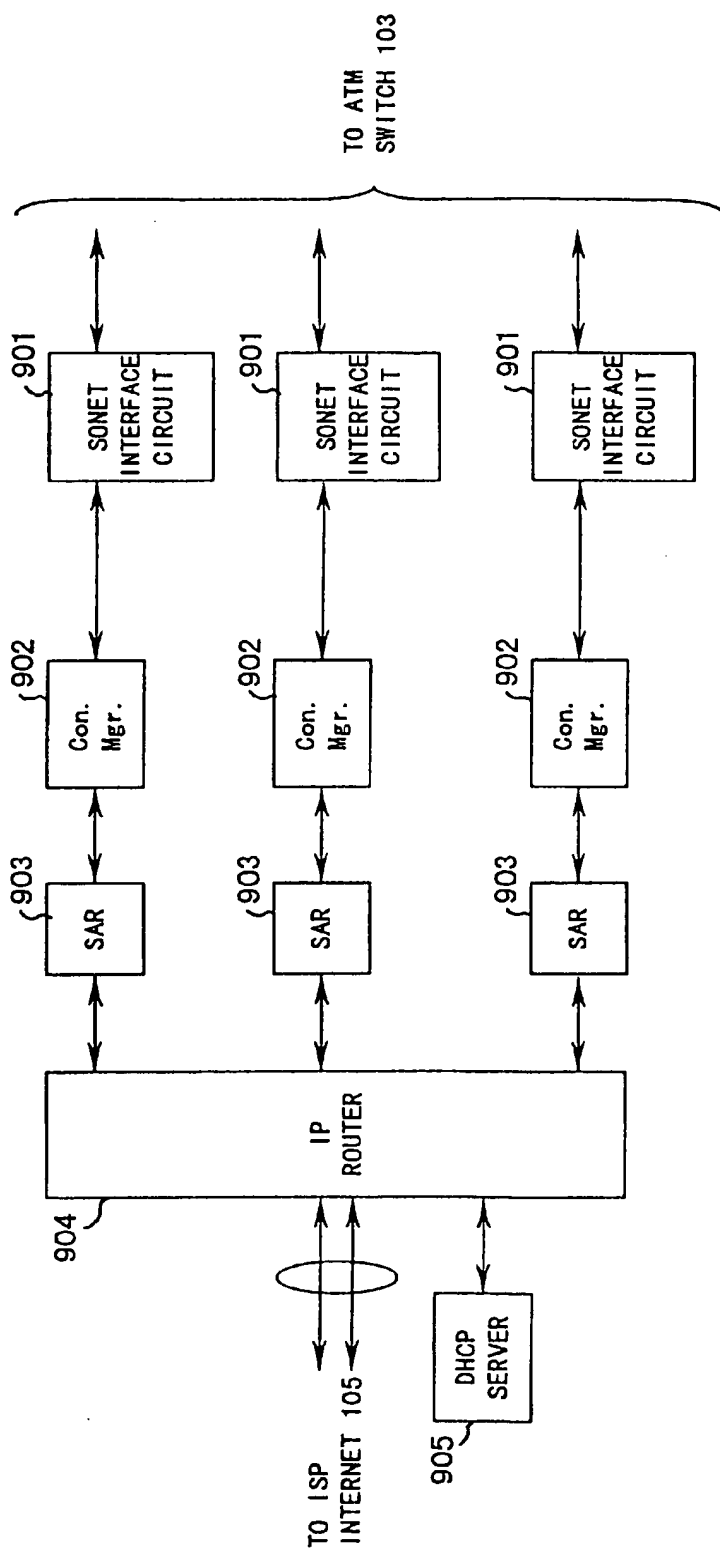 TO ATM
SWITCH 103
901
SONET
INTERFACE
CIRCUIT
901
SONET
INTERFACE
CIRCUIT
901
SONET
INTERFACE
CIRCUIT
902
Con.
Mgr.
902
Con.
Mgr.
902
Con.
Mgr.
903
SAR
903
SAR
903
SAR
IP
ROUTER
904
TO ISP
INTERNET 105
DHCP
SERVER
905